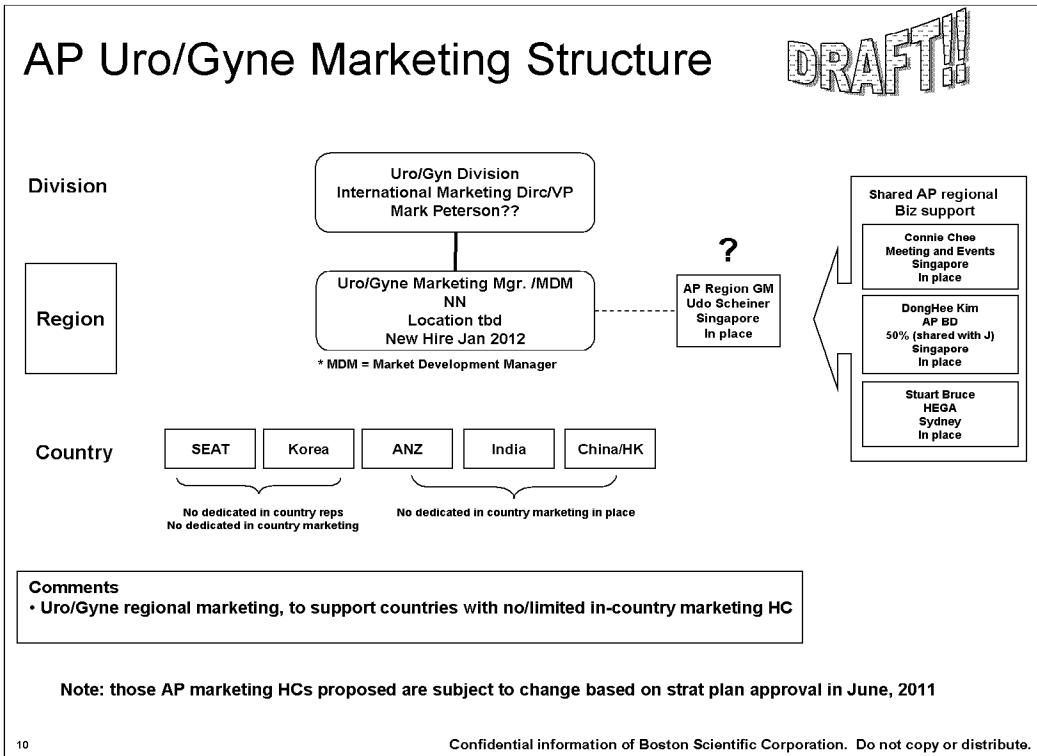 AP Uro/Gyne Marketing Structure
DRAFT!!
Division
Uro/Gyn Division
International Marketing Dirc/VP
Mark Peterson??
Region
Uro/Gyne Marketing Mgr. /MDM
NN
Location tbd
New Hire Jan 2012
* MDM = Market Development Manager
?
AP Region GM
Udo Scheiner
Singapore
In place
Shared AP regional
Biz support
Connie Chee
Meeting and Events
Singapore
In place
DongHee Kim
AP BD
50% (shared with J)
Singapore
In place
Stuart Bruce
HEGA
Sydney
In place
Country
SEAT
Korea
ANZ
India
China/HK
No dedicated in country reps
No dedicated in country marketing
No dedicated in country marketing in place
Comments
• Uro/Gyne regional marketing, to support countries with no/limited in-country marketing HC
Note: those AP marketing HCs proposed are subject to change based on strat plan approval in June, 2011
10
Confidential information of Boston Scientific Corporation. Do not copy or distribute.